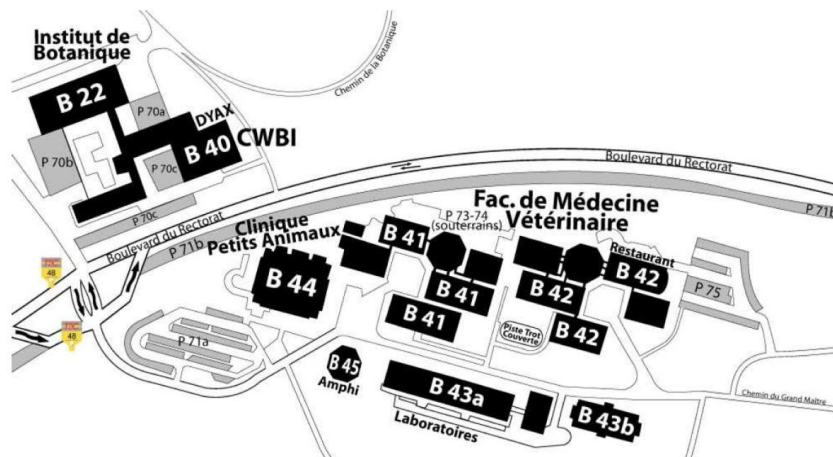 Institut de
Botanique
B 22
P 70a
DYAX
B 40
CWBI
P 70b
P 70c
P 70c
Chemin de la Botanique
Boulevard du Rectorat
Boulevard du Rectorat
P 71b
P 71b
Fac. de Médecine
Vétérinaire
P 73-74
(souterrains)
Clinique
Petits Animaux
B 44
B 41
B 41
B 41
Restaurant
B 42
B 42
B 42
P 75
Piste Trot
Couverte
48
48
P 71a
B 45
Amphi
B 43a
Laboratoires
B 43b
Chemin du Grand Maître